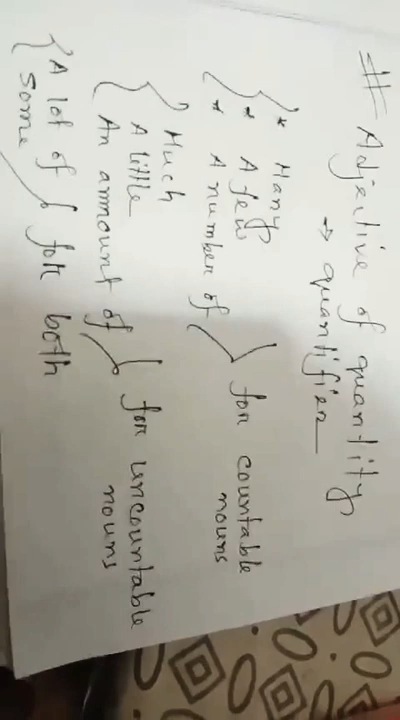 # Adjective of quantity
→ quantifier
* Many
* A few
* A number of
for countable nouns
Much
A little
An ammount of
for uncountable nouns
A lot of
some
for both